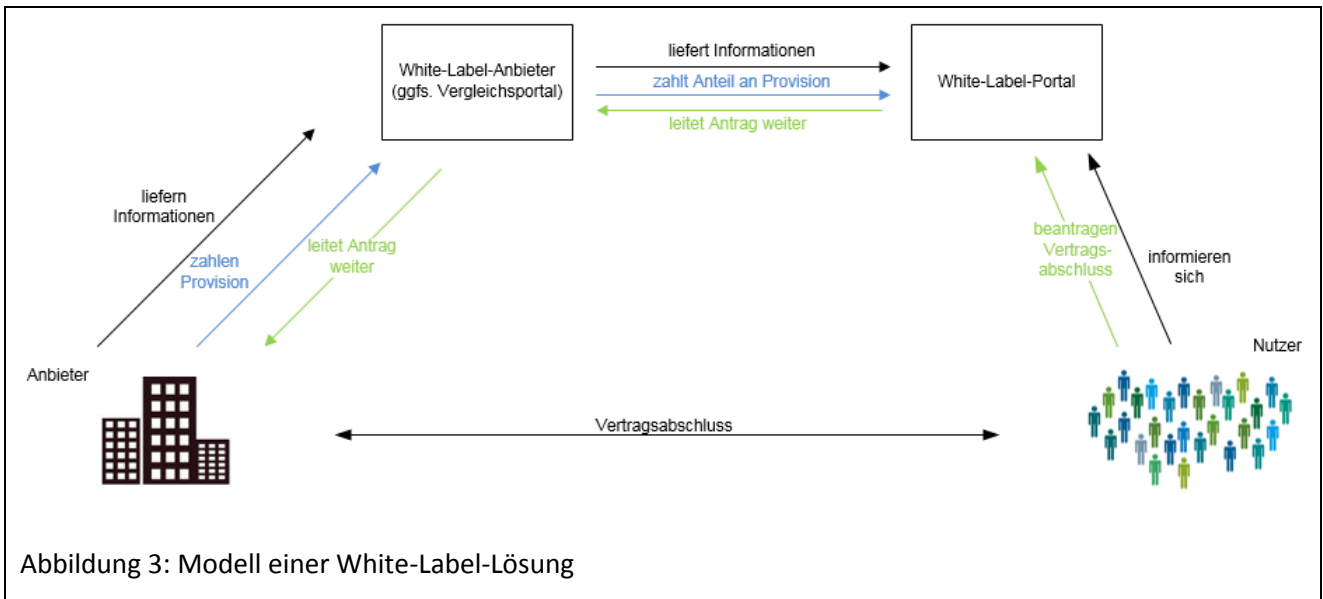 White-Label-Anbieter
(ggfs. Vergleichsportal)
liefert Informationen
zahlt Anteil an Provision
leitet Antrag weiter
White-Label-Portal
liefern
Informationen
zahlen
Provision
leitet Antrag
weiter
beantragen
Vertrags-
abschluss
informieren
sich
Anbieter
Nutzer
Vertragsabschluss
Abbildung 3: Modell einer White-Label-Lösung